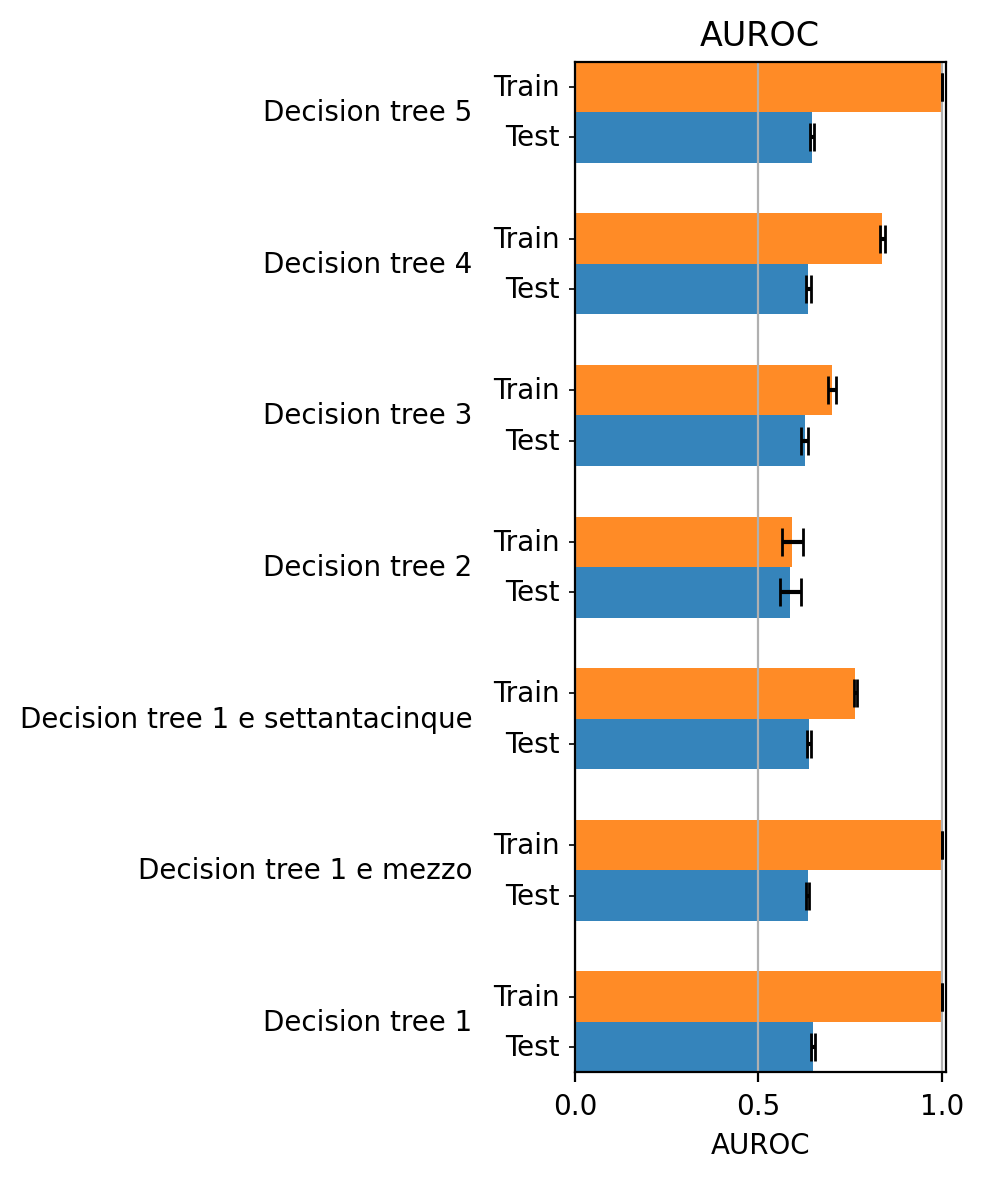 AUROC
Train
Decision tree 5
Test
Train
Decision tree 4
Test
Train
Decision tree 3
Test
Train
Decision tree 2
Test
Train
Decision tree 1 e settantacinque
Test
Train
Decision tree 1 e mezzo
Test
Train
Decision tree 1
Test
0.0 0.5 1.0
AUROC